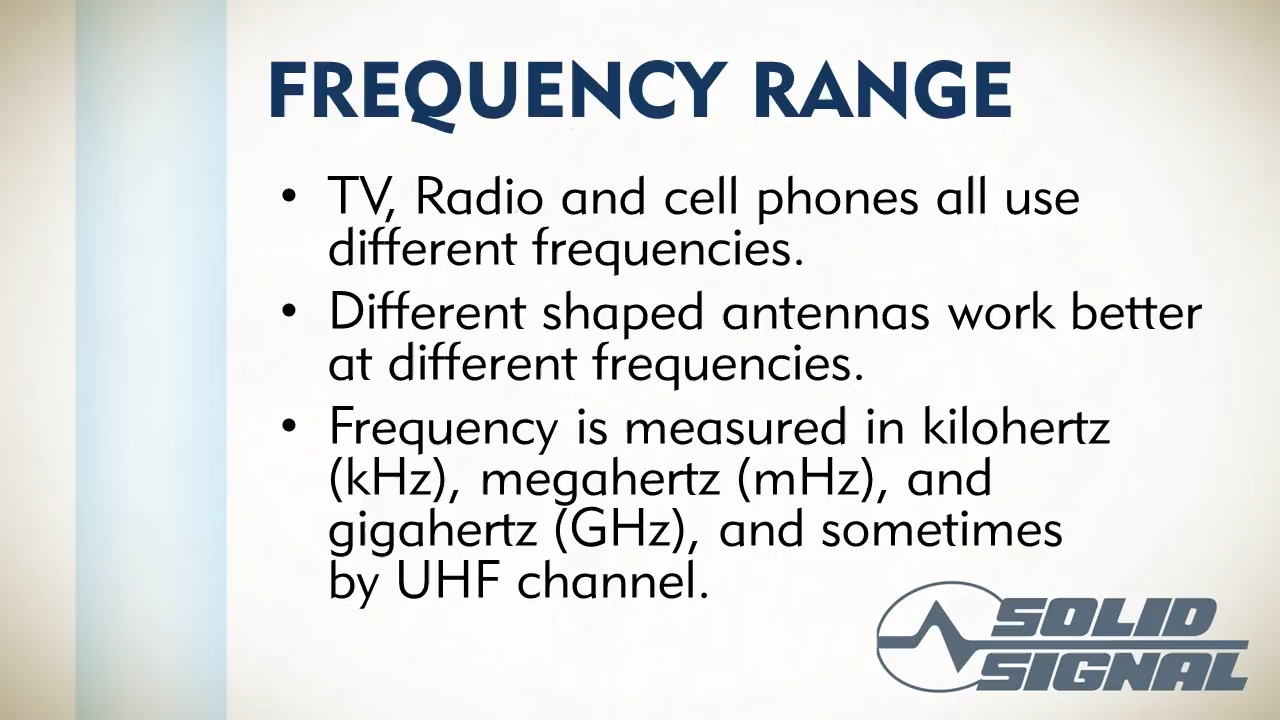 FREQUENCY RANGE
• TV, Radio and cell phones all use
different frequencies.
• Different shaped antennas work better
at different frequencies.
• Frequency is measured in kilohertz
(kHz), megahertz (mHz), and
gigahertz (GHz), and sometimes
by UHF channel.
SOLID
SIGNAL